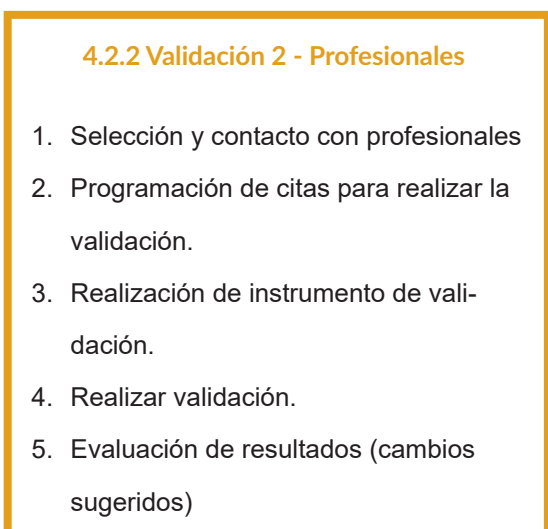 4.2.2 Validación 2 - Profesionales
1. Selección y contacto con profesionales
2. Programación de citas para realizar la
validación.
3. Realización de instrumento de vali-
dación.
4. Realizar validación.
5. Evaluación de resultados (cambios
sugeridos)